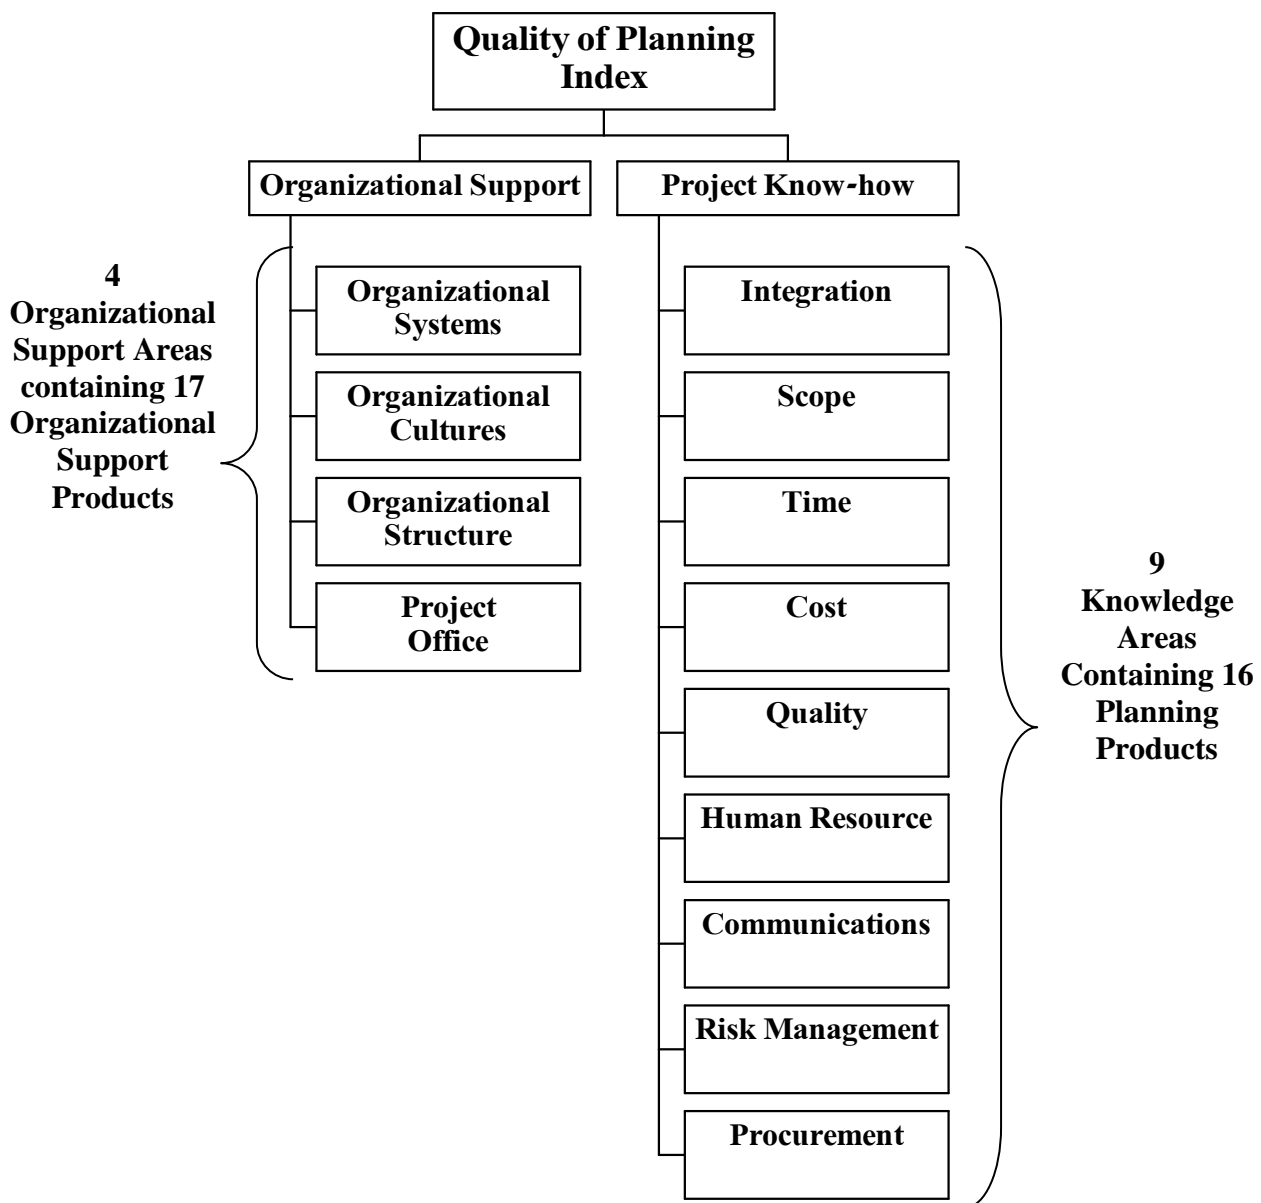 Quality of Planning
Index
Organizational Support
Project Know-how
4
Organizational
Support Areas
containing 17
Organizational
Support
Products
Organizational
Systems
Organizational
Cultures
Organizational
Structure
Project
Office
Integration
Scope
Time
Cost
Quality
Human Resource
Communications
Risk Management
Procurement
9
Knowledge
Areas
Containing 16
Planning
Products